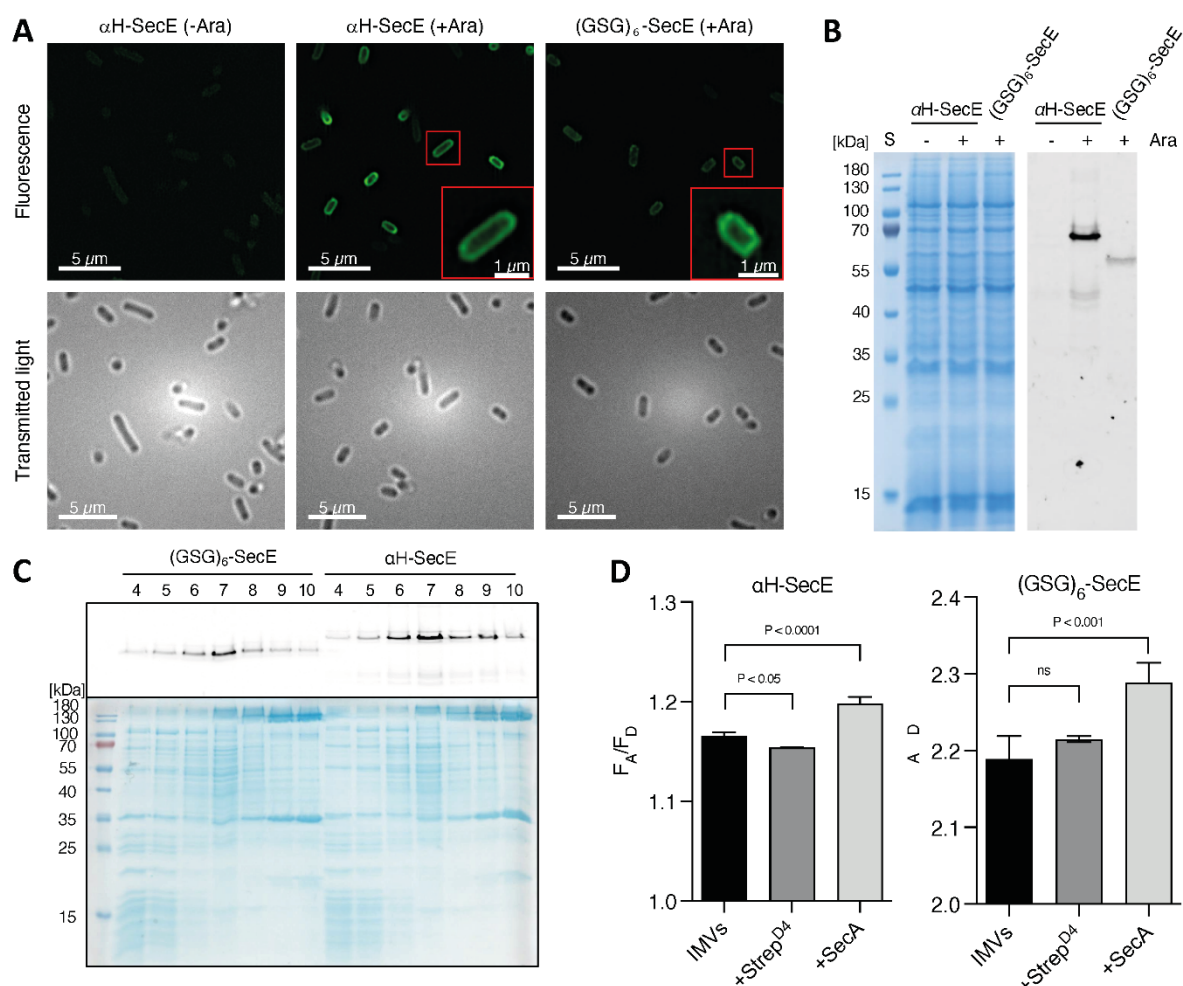 A
αH-SecE (-Ara)
αH-SecE (+Ara)
(GSG)6-SecE (+Ara)
Fluorescence
5 µm
5 µm
1 µm
5 µm
1 µm
Transmitted light
5 µm
5 µm
5 µm
B
αH-SecE
(GSG)6-SecE
αH-SecE
(GSG)6-SecE
[kDa] S - + + - + + Ara
180
130
100
70
55
40
35
25
15
C
(GSG)6-SecE αH-SecE
4 5 6 7 8 9 10 4 5 6 7 8 9 10
[kDa]
180
130
100
70
55
40
35
25
15
D
αH-SecE
FA/FD
1.3
1.2
1.1
1.0
P < 0.0001
P < 0.05
IMVs
+StrepD4
+SecA
(GSG)6-SecE
A D
2.4
2.3
2.2
2.1
2.0
P < 0.001
ns
IMVs
+StrepD4
+SecA